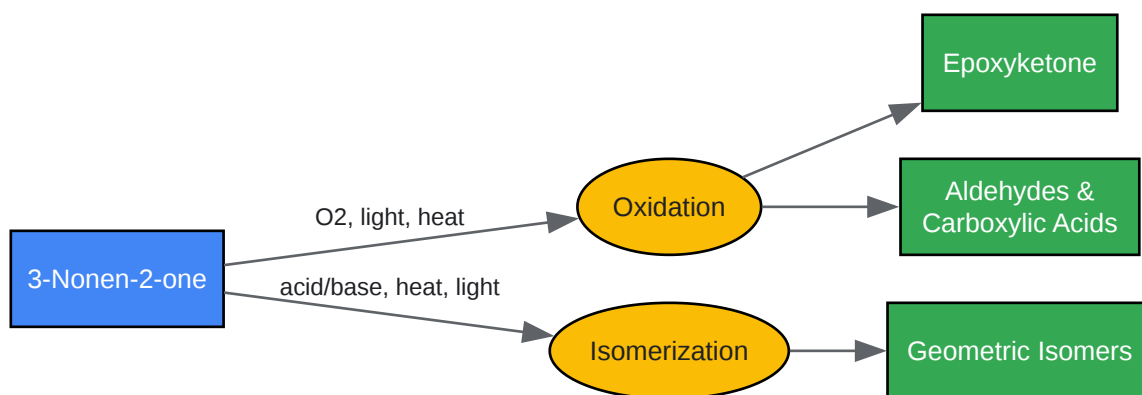 Epoxyketone
Oxidation
Aldehydes &
Carboxylic Acids
O2, light, heat
3-Nonen-2-one
acid/base, heat, light
Isomerization
Geometric Isomers